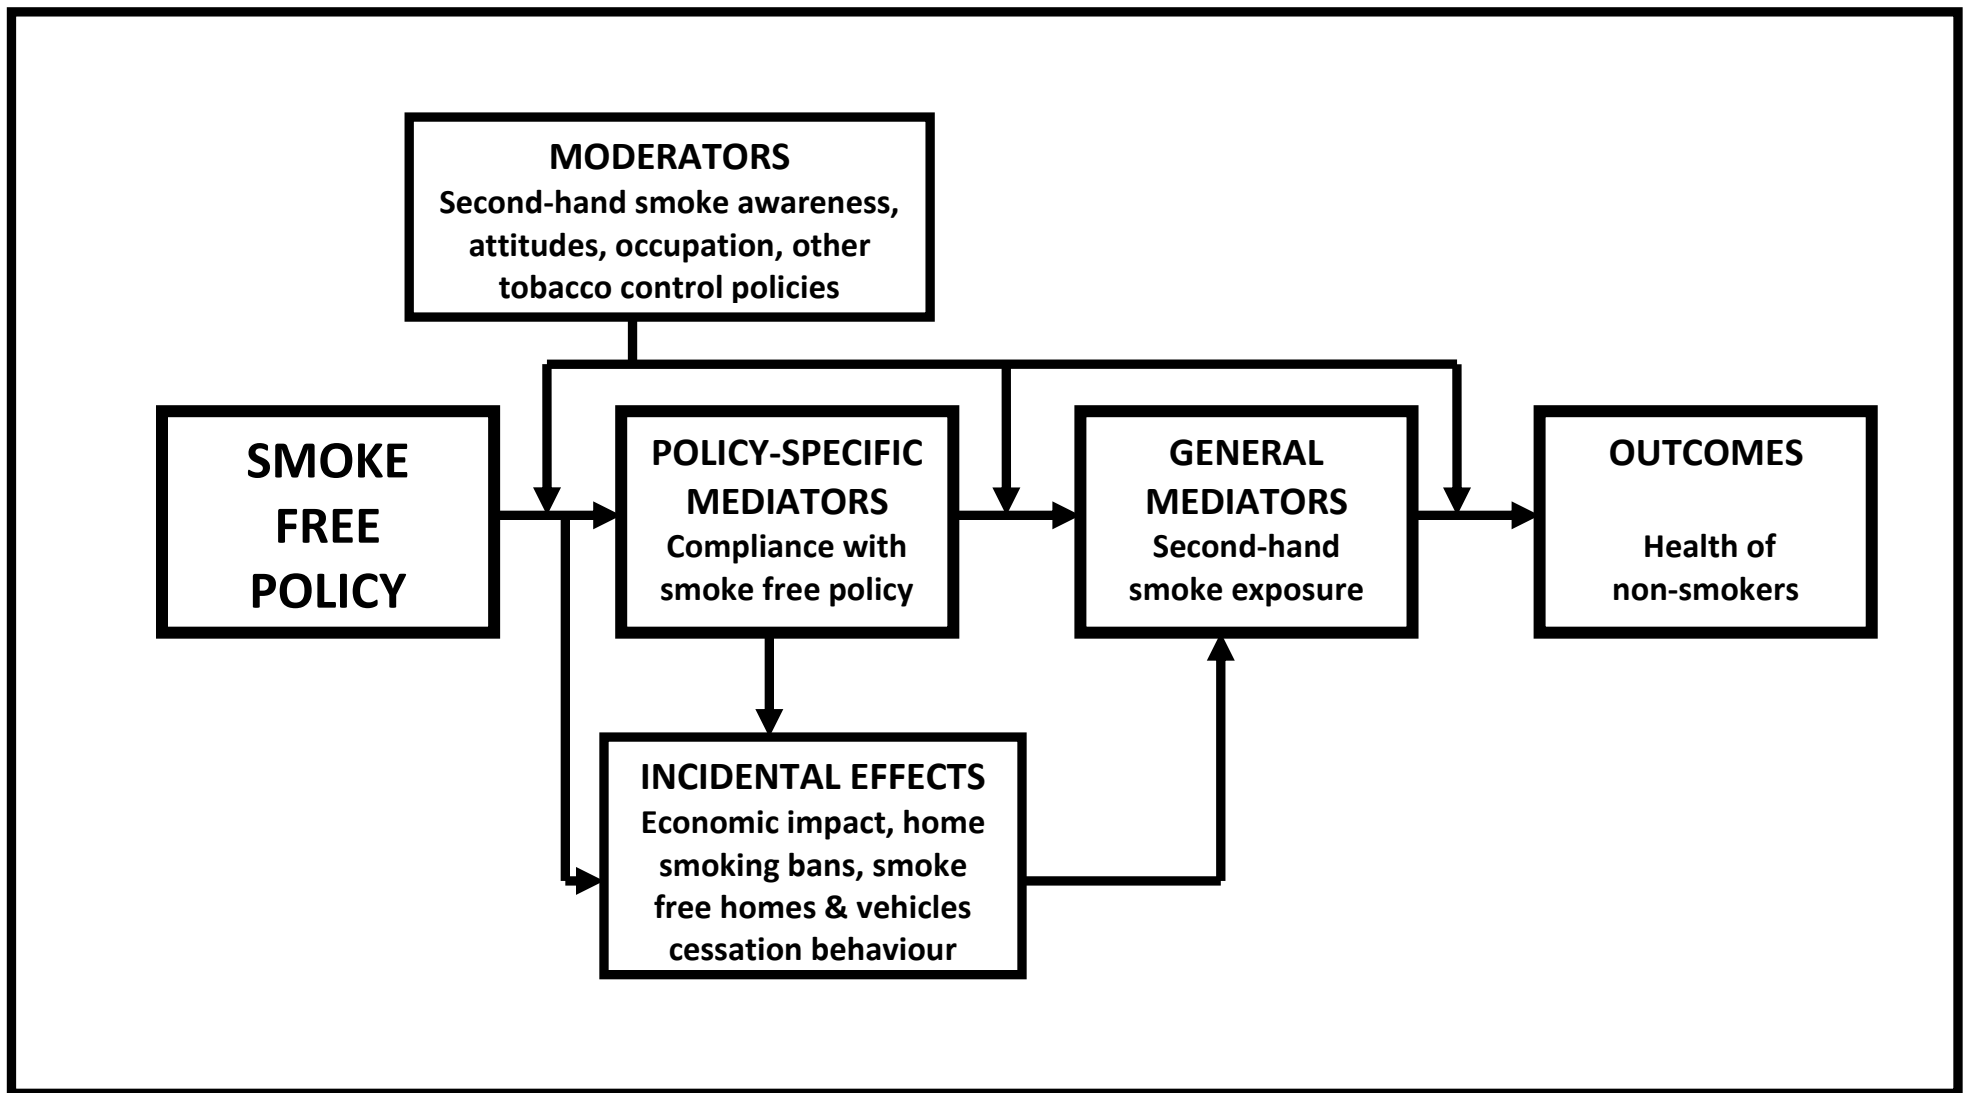 MODERATORS
Second-hand smoke awareness,
attitudes, occupation, other
tobacco control policies
SMOKE
FREE
POLICY
POLICY-SPECIFIC
MEDIATORS
Compliance with
smoke free policy
GENERAL
MEDIATORS
Second-hand
smoke exposure
OUTCOMES
Health of
non-smokers
INCIDENTAL EFFECTS
Economic impact, home
smoking bans, smoke
free homes & vehicles
cessation behaviour